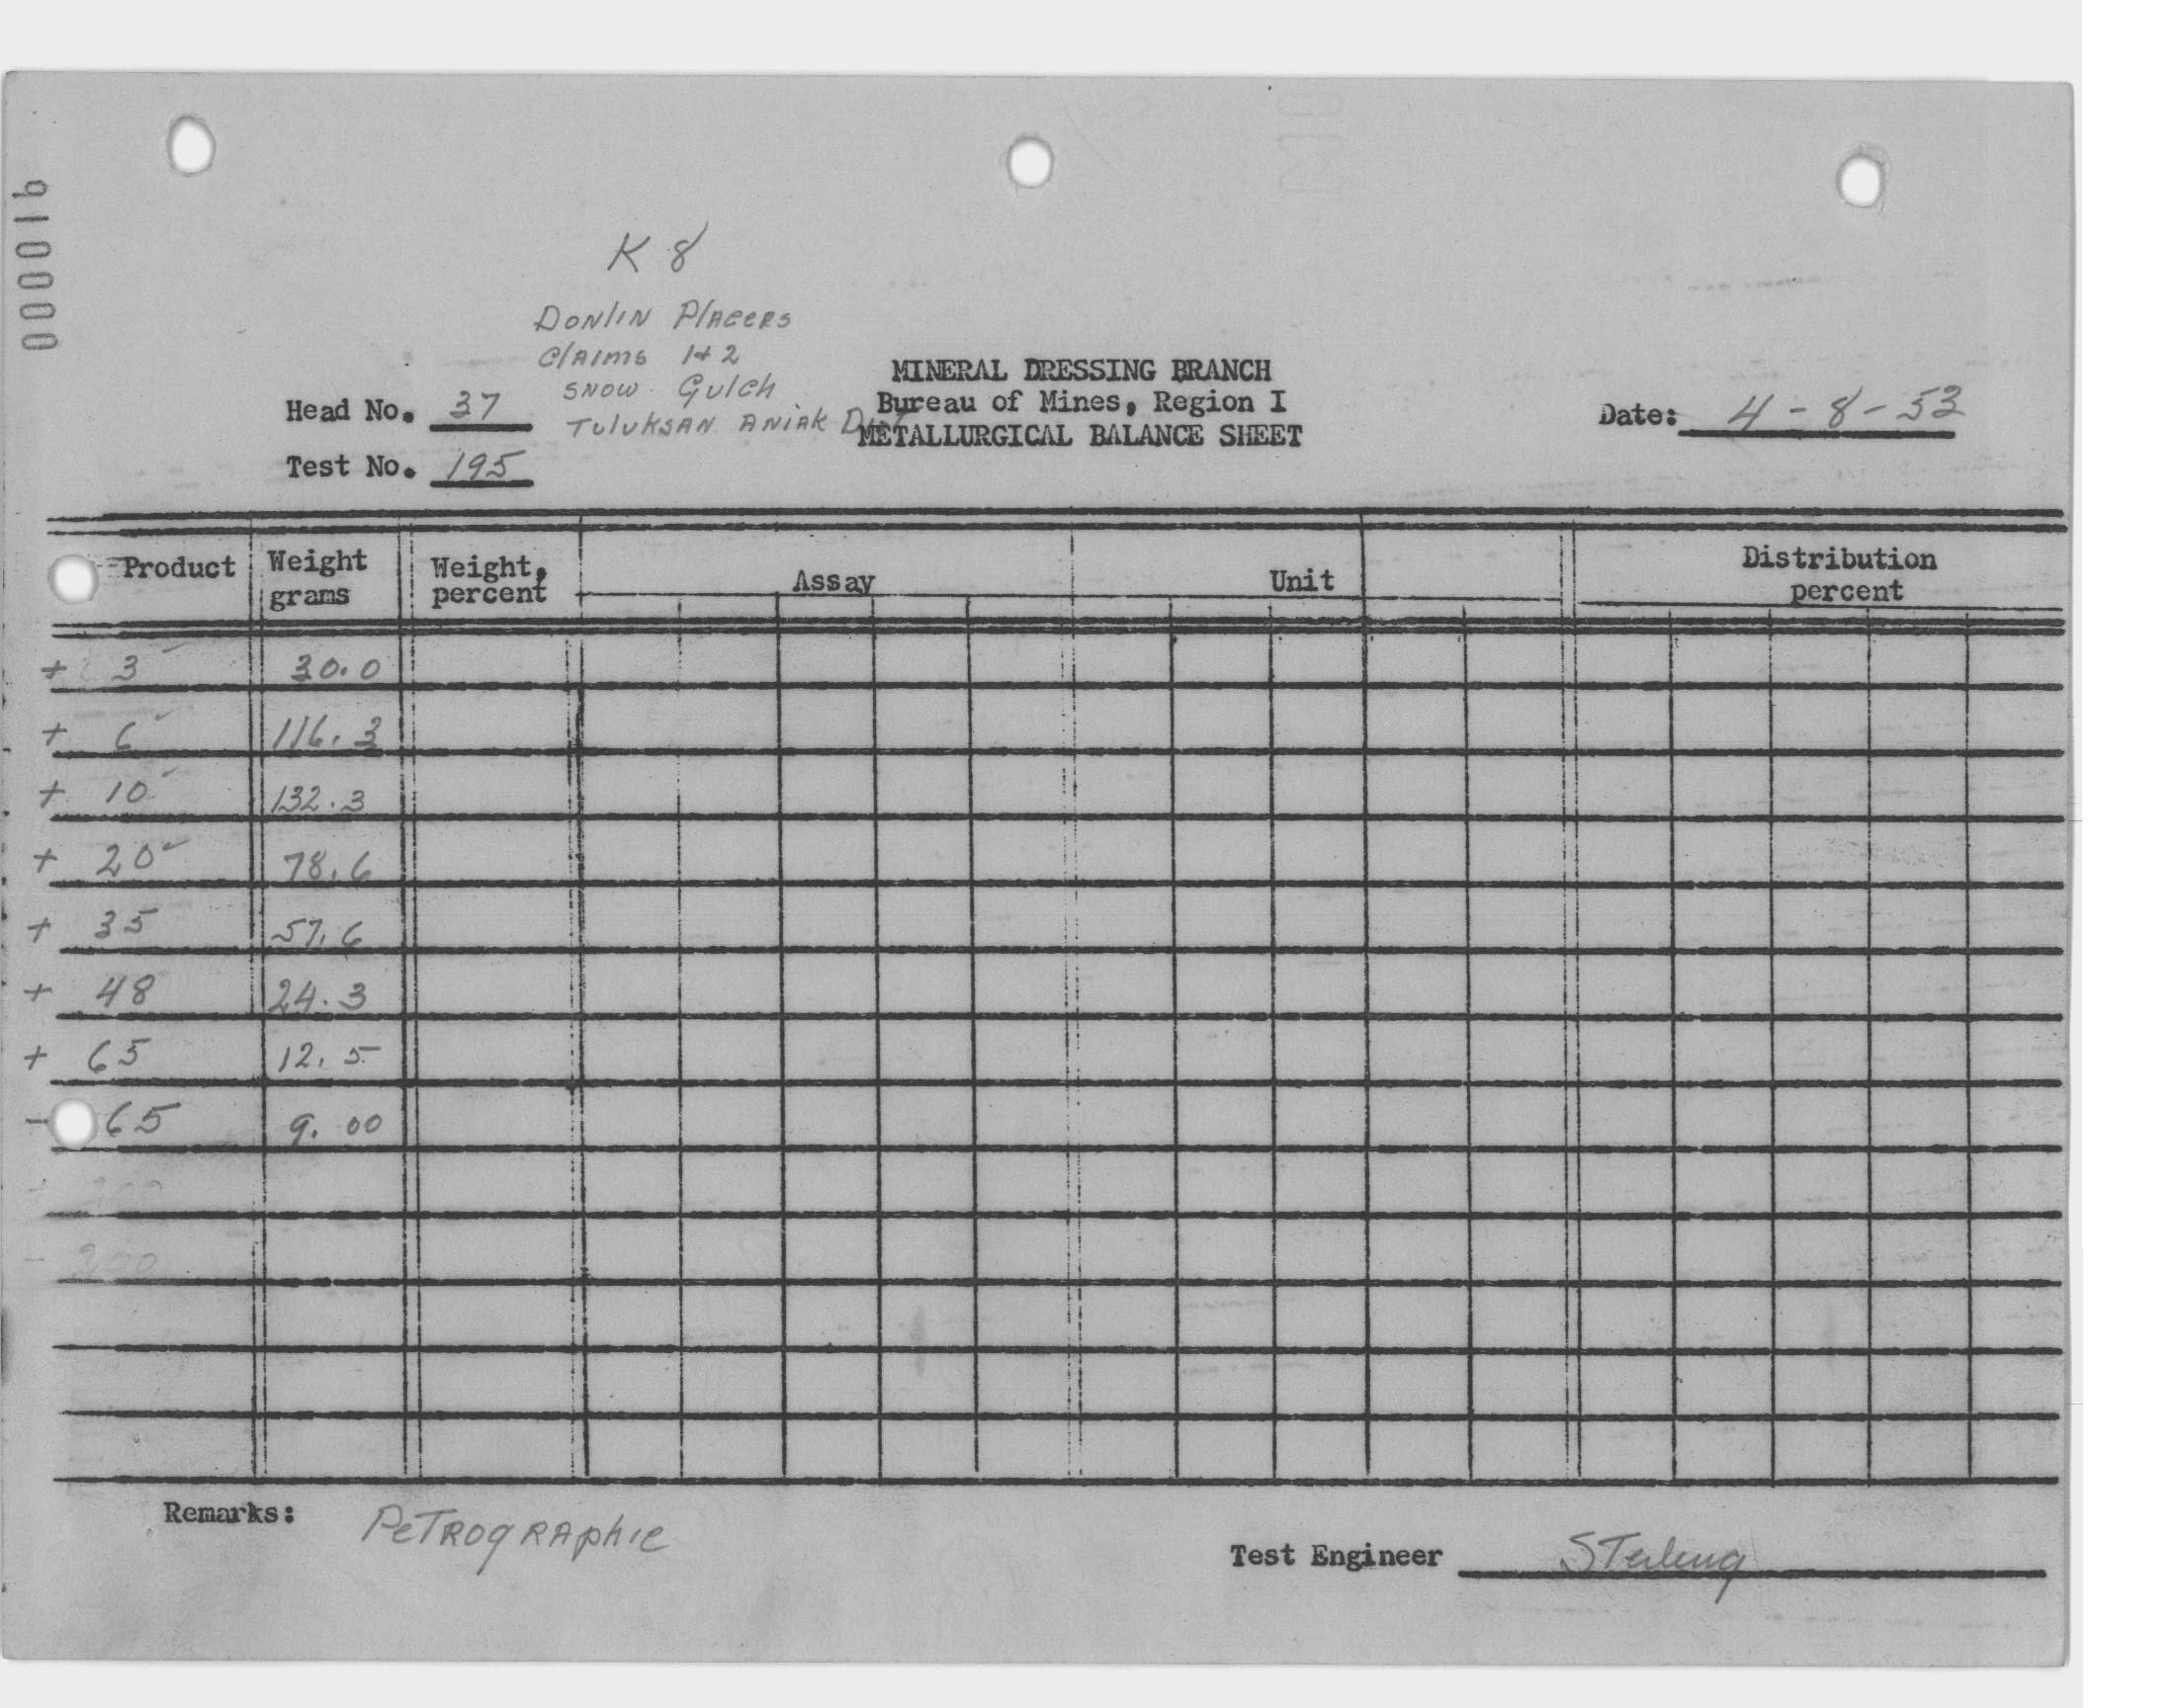 000016
K 8
DONLIN PLACERS
CLAIMS 1+2
SNOW GULCH
TULUKSAN ANIAK Dist
MINERAL DRESSING BRANCH
Bureau of Mines, Region I
METALLURGICAL BALANCE SHEET
Head No. 37
Date: 4-8-53
Test No. 195
Product Weight grams Weight, percent Assay Unit Distribution percent
+ 3 30.0
+ 6 116.3
+ 10 132.3
+ 20 78.6
+ 35 57.6
+ 48 24.3
+ 65 12.5
- 65 9.00
- 200
Remarks: PETROGRAPHIC
Test Engineer Sterling